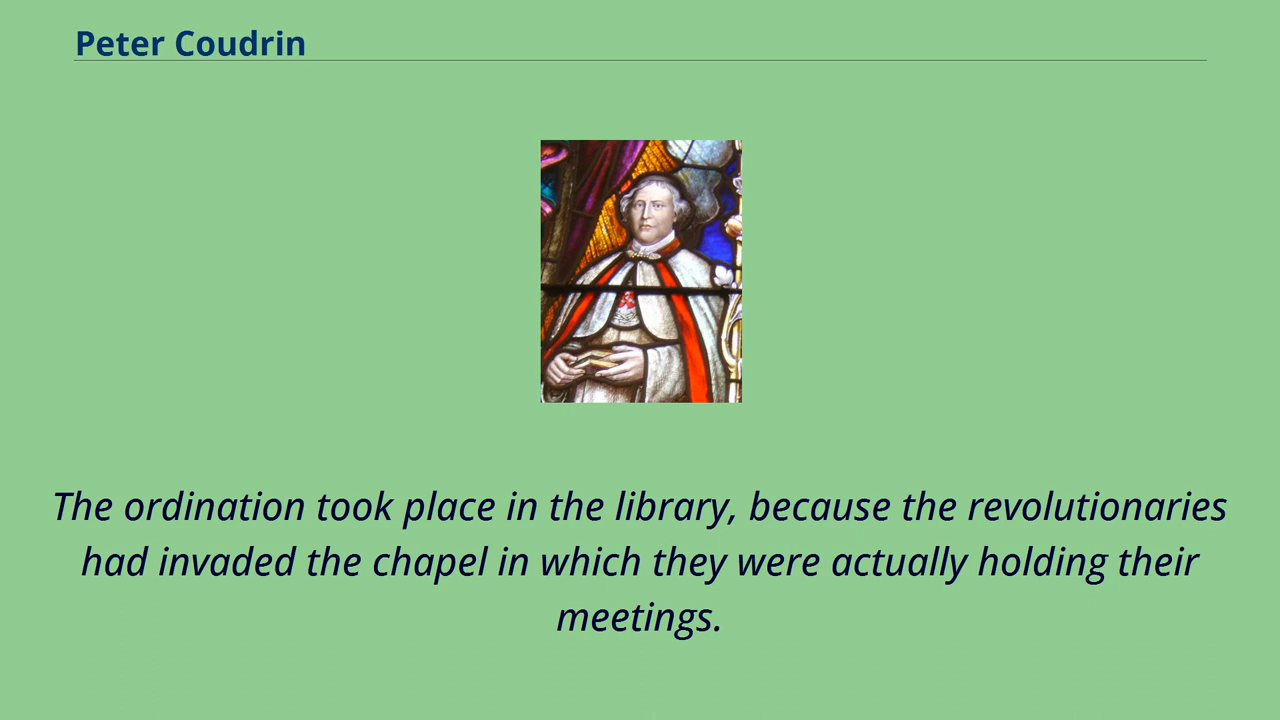 Peter Coudrin
The ordination took place in the library, because the revolutionaries
had invaded the chapel in which they were actually holding their
meetings.